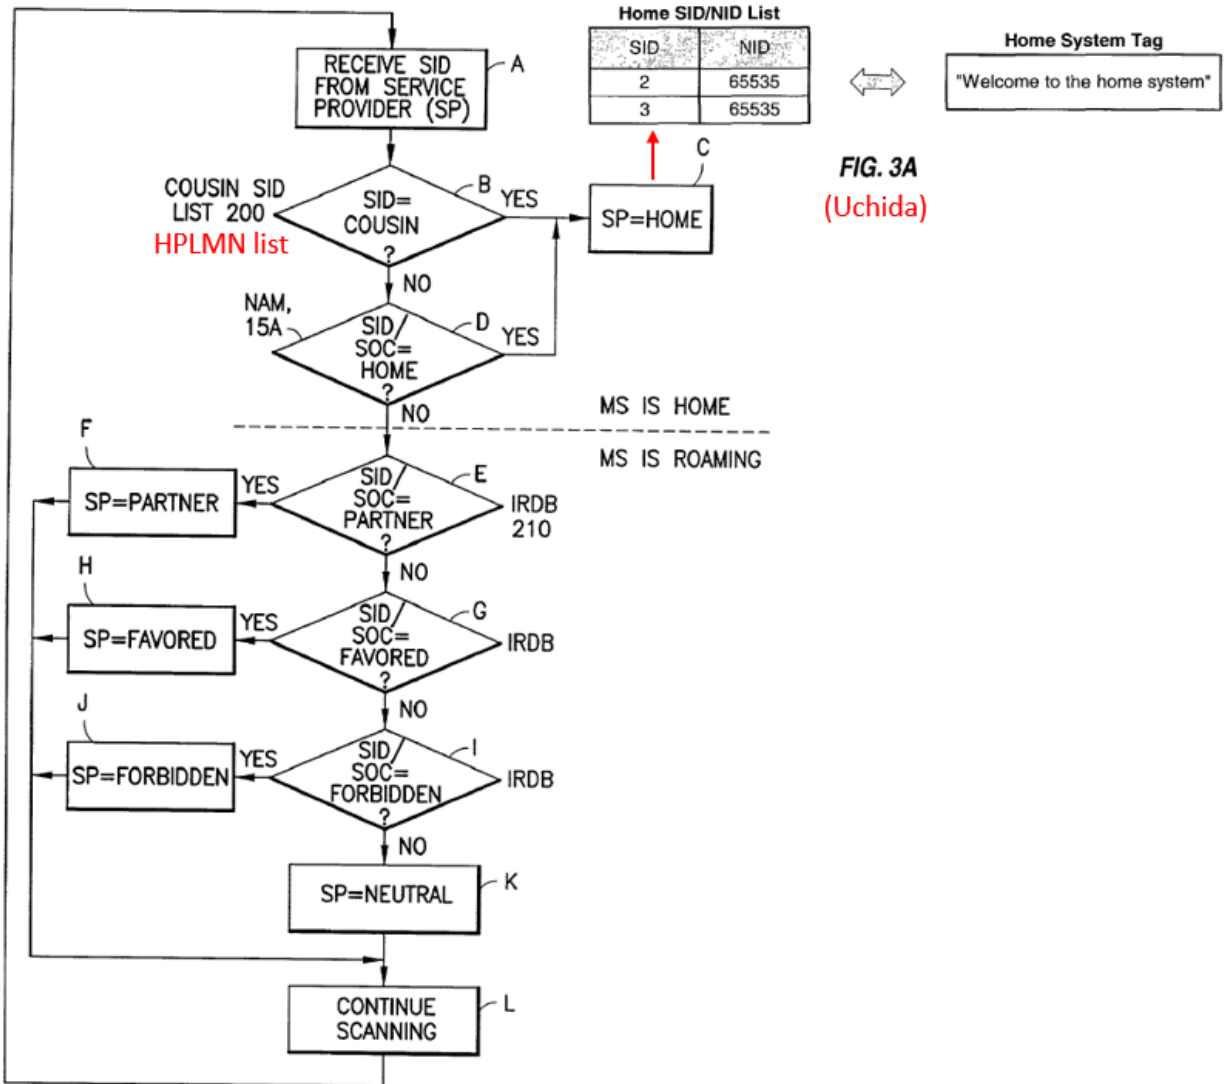 Home SID/NID List
SID NID
2 65535
3 65535
Home System Tag
"Welcome to the home system"
FIG. 3A
(Uchida)
RECEIVE SID
FROM SERVICE
PROVIDER (SP)
A
COUSIN SID
LIST 200
HPLMN list
SID=
COUSIN
?
B
YES
NO
C
SP=HOME
NAM,
15A
SID/
SOC=
HOME
?
D
YES
NO
MS IS HOME
MS IS ROAMING
F
SP=PARTNER
YES
SID/
SOC=
PARTNER
?
E
IRDB
210
NO
H
SP=FAVORED
YES
SID/
SOC=
FAVORED
?
G
IRDB
NO
J
SP=FORBIDDEN
YES
SID/
SOC=
FORBIDDEN
?
I
IRDB
NO
SP=NEUTRAL
K
CONTINUE
SCANNING
L